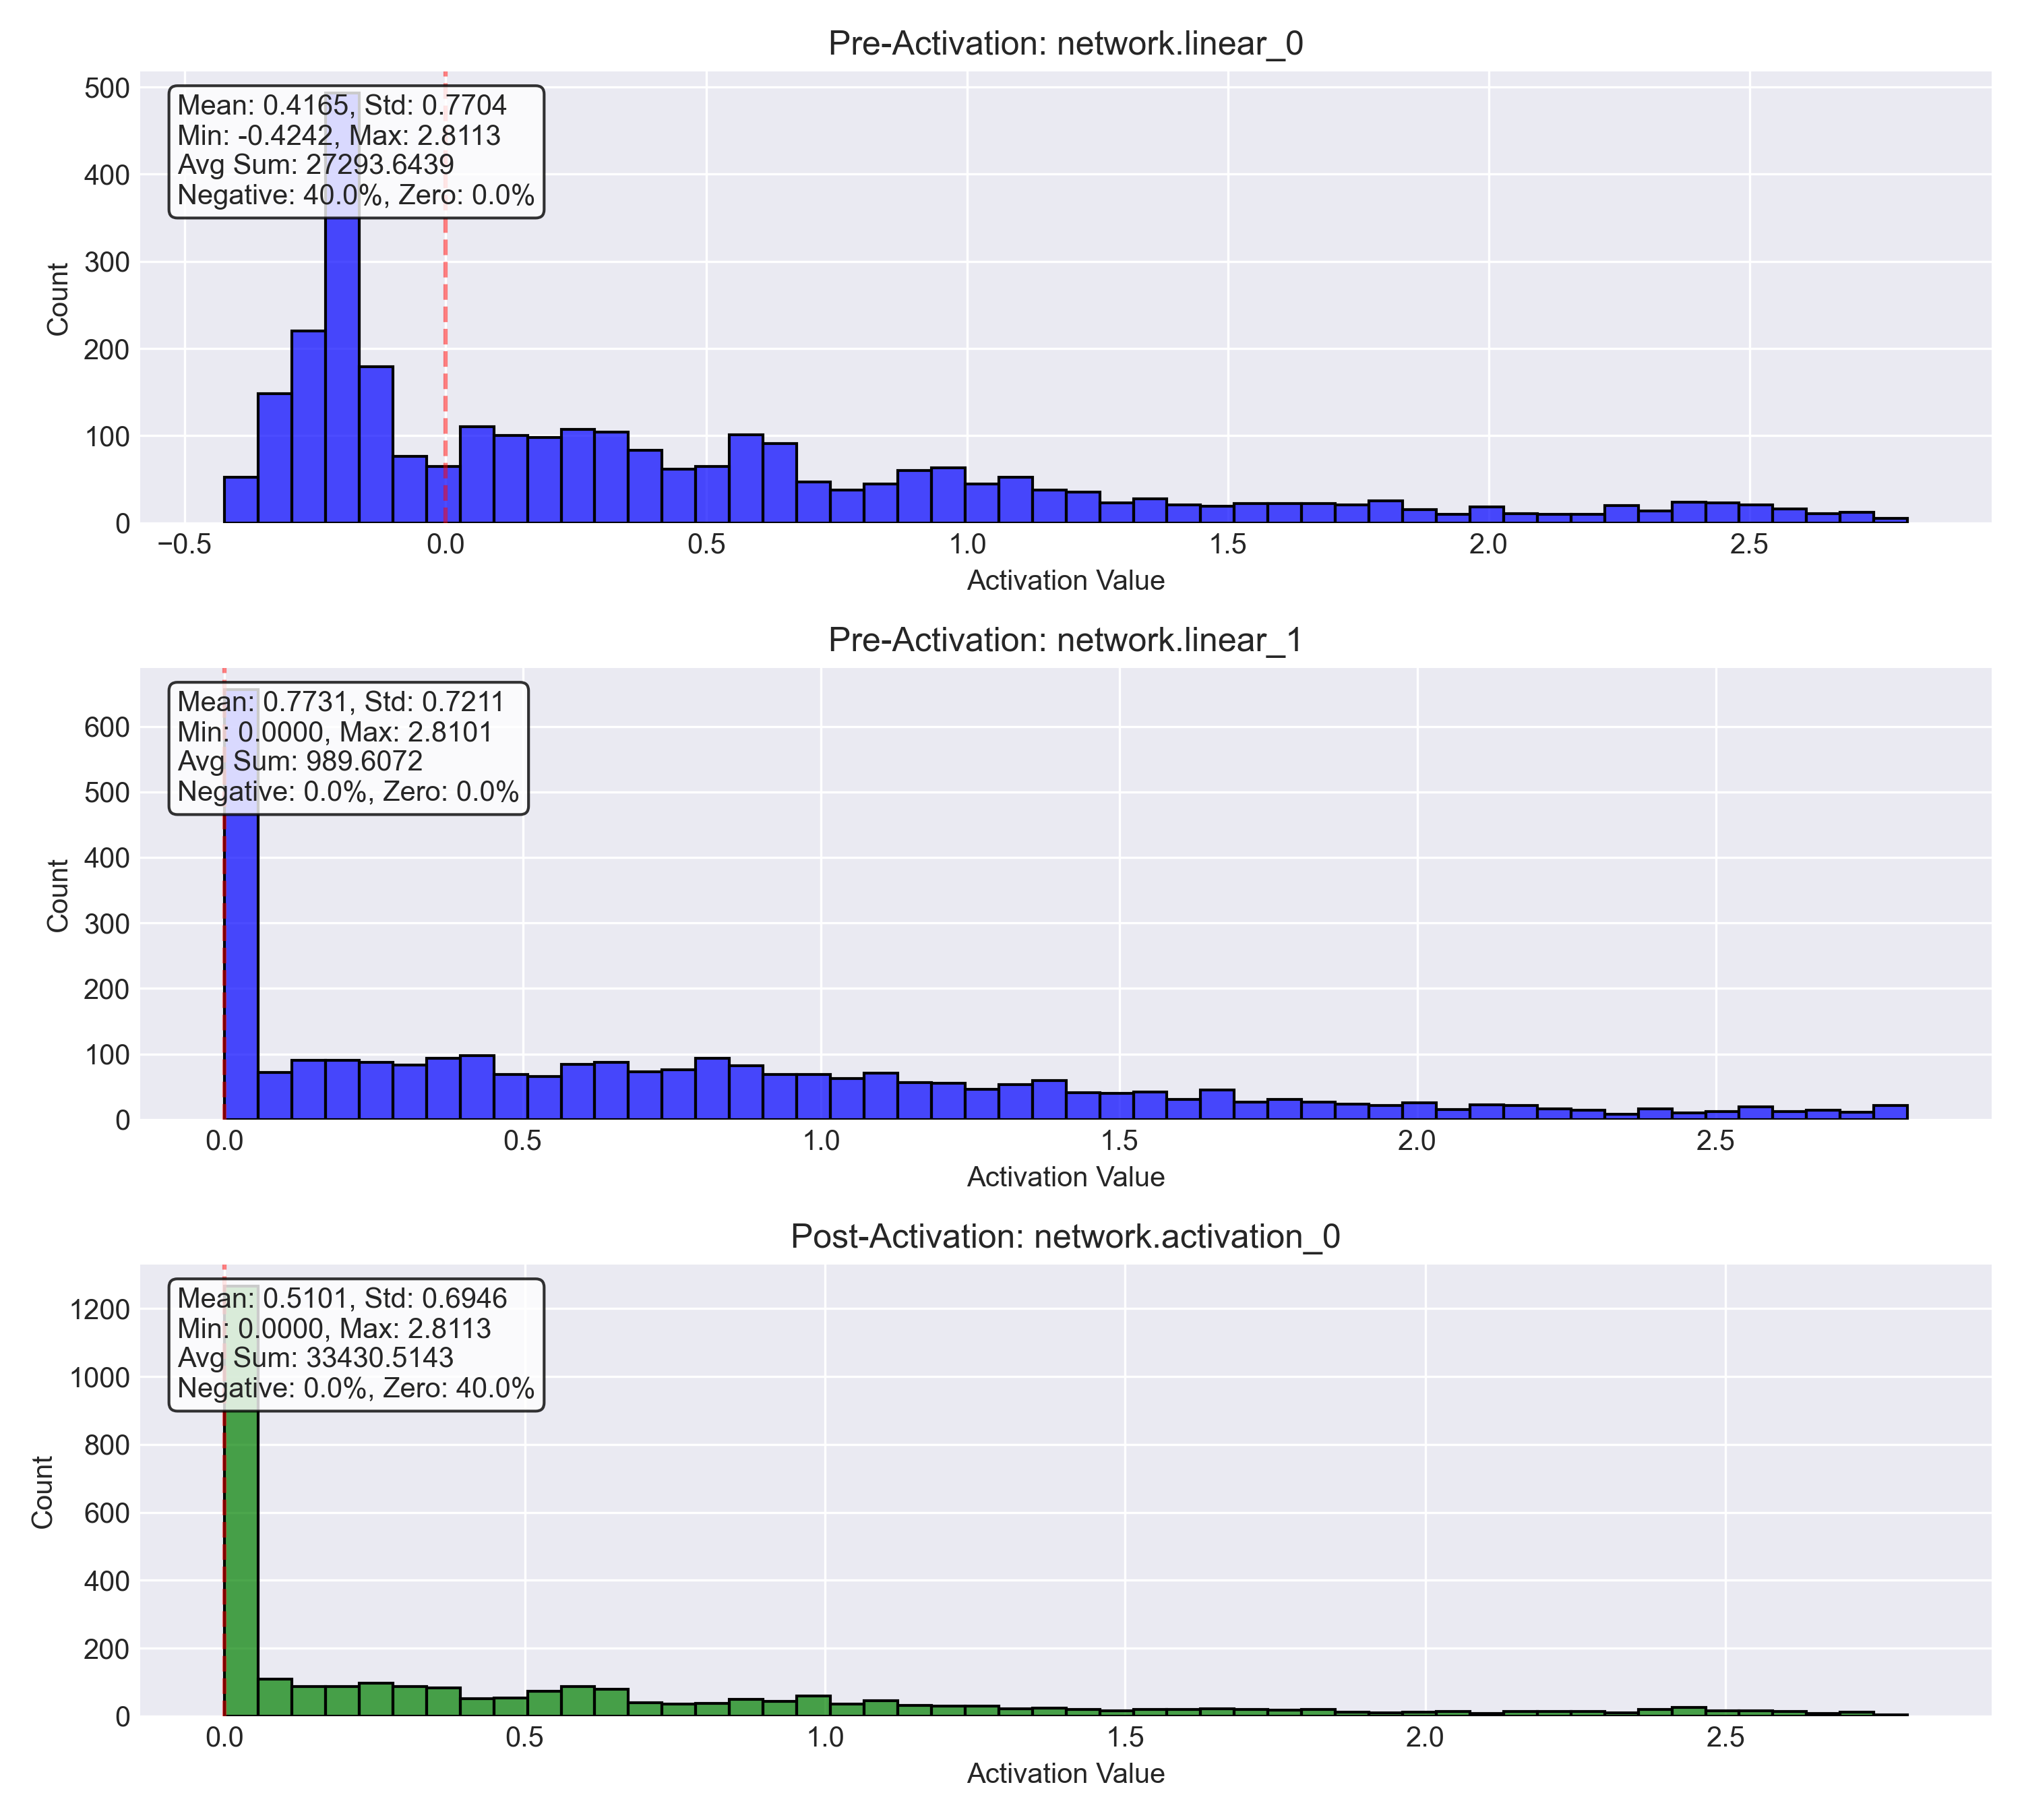 Pre-Activation: network.linear_0
Mean: 0.4165, Std: 0.7704
Min: -0.4242, Max: 2.8113
Avg Sum: 27293.6439
Negative: 40.0%, Zero: 0.0%
500
400
300
200
100
0
Count
−0.5 0.0 0.5 1.0 1.5 2.0 2.5
Activation Value
Pre-Activation: network.linear_1
Mean: 0.7731, Std: 0.7211
Min: 0.0000, Max: 2.8101
Avg Sum: 989.6072
Negative: 0.0%, Zero: 0.0%
600
500
400
300
200
100
0
Count
0.0 0.5 1.0 1.5 2.0 2.5
Activation Value
Post-Activation: network.activation_0
Mean: 0.5101, Std: 0.6946
Min: 0.0000, Max: 2.8113
Avg Sum: 33430.5143
Negative: 0.0%, Zero: 40.0%
1200
1000
800
600
400
200
0
Count
0.0 0.5 1.0 1.5 2.0 2.5
Activation Value